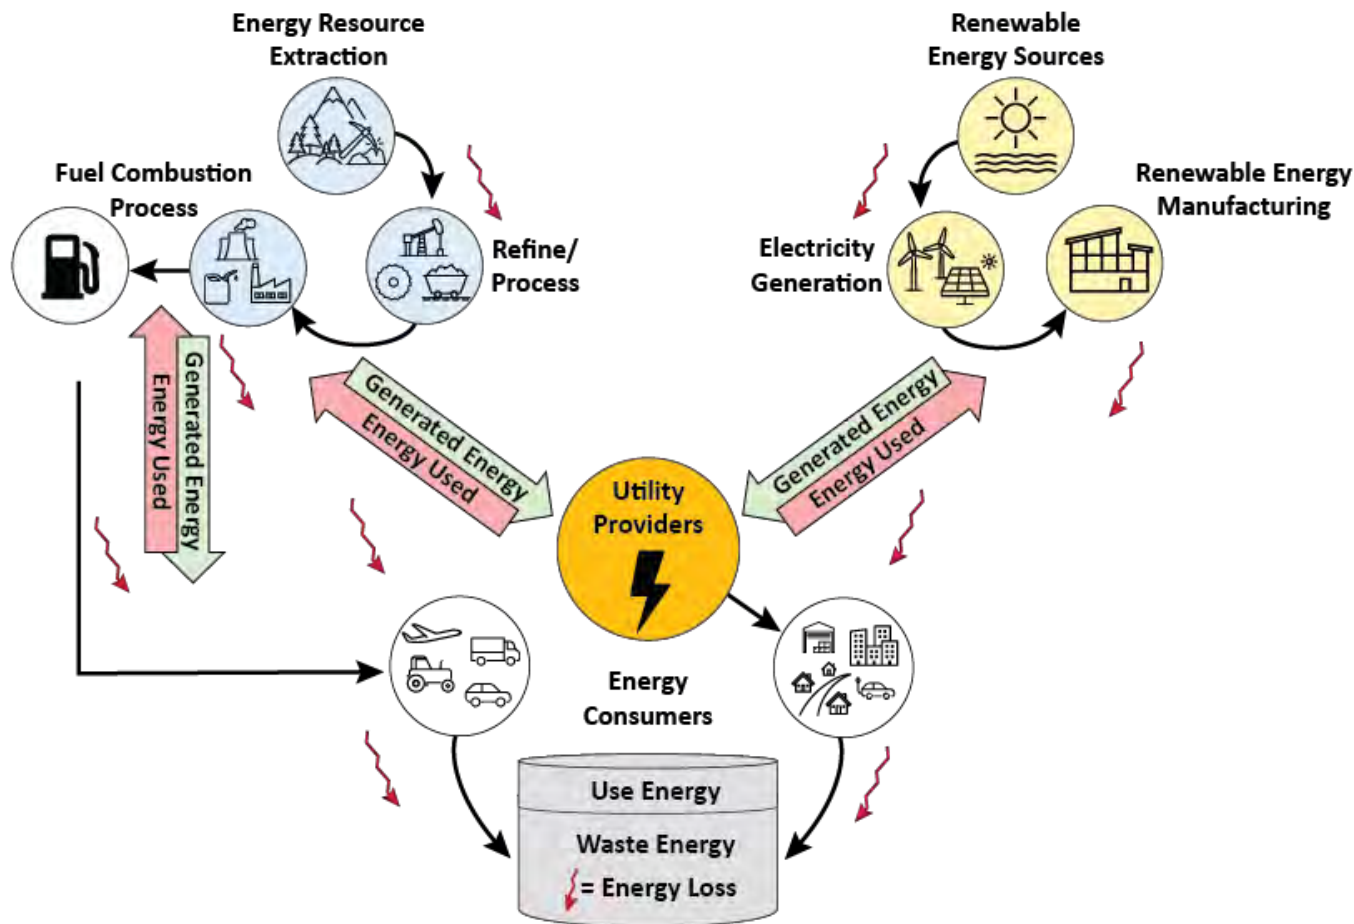 Energy Resource
Extraction
Renewable
Energy Sources
Fuel Combustion
Process
Renewable Energy
Manufacturing
Refine/
Process
Electricity
Generation
Energy Used
Generated Energy
Generated Energy
Energy Used
Generated Energy
Energy Used
Utility
Providers
Energy
Consumers
Use Energy
Waste Energy
= Energy Loss